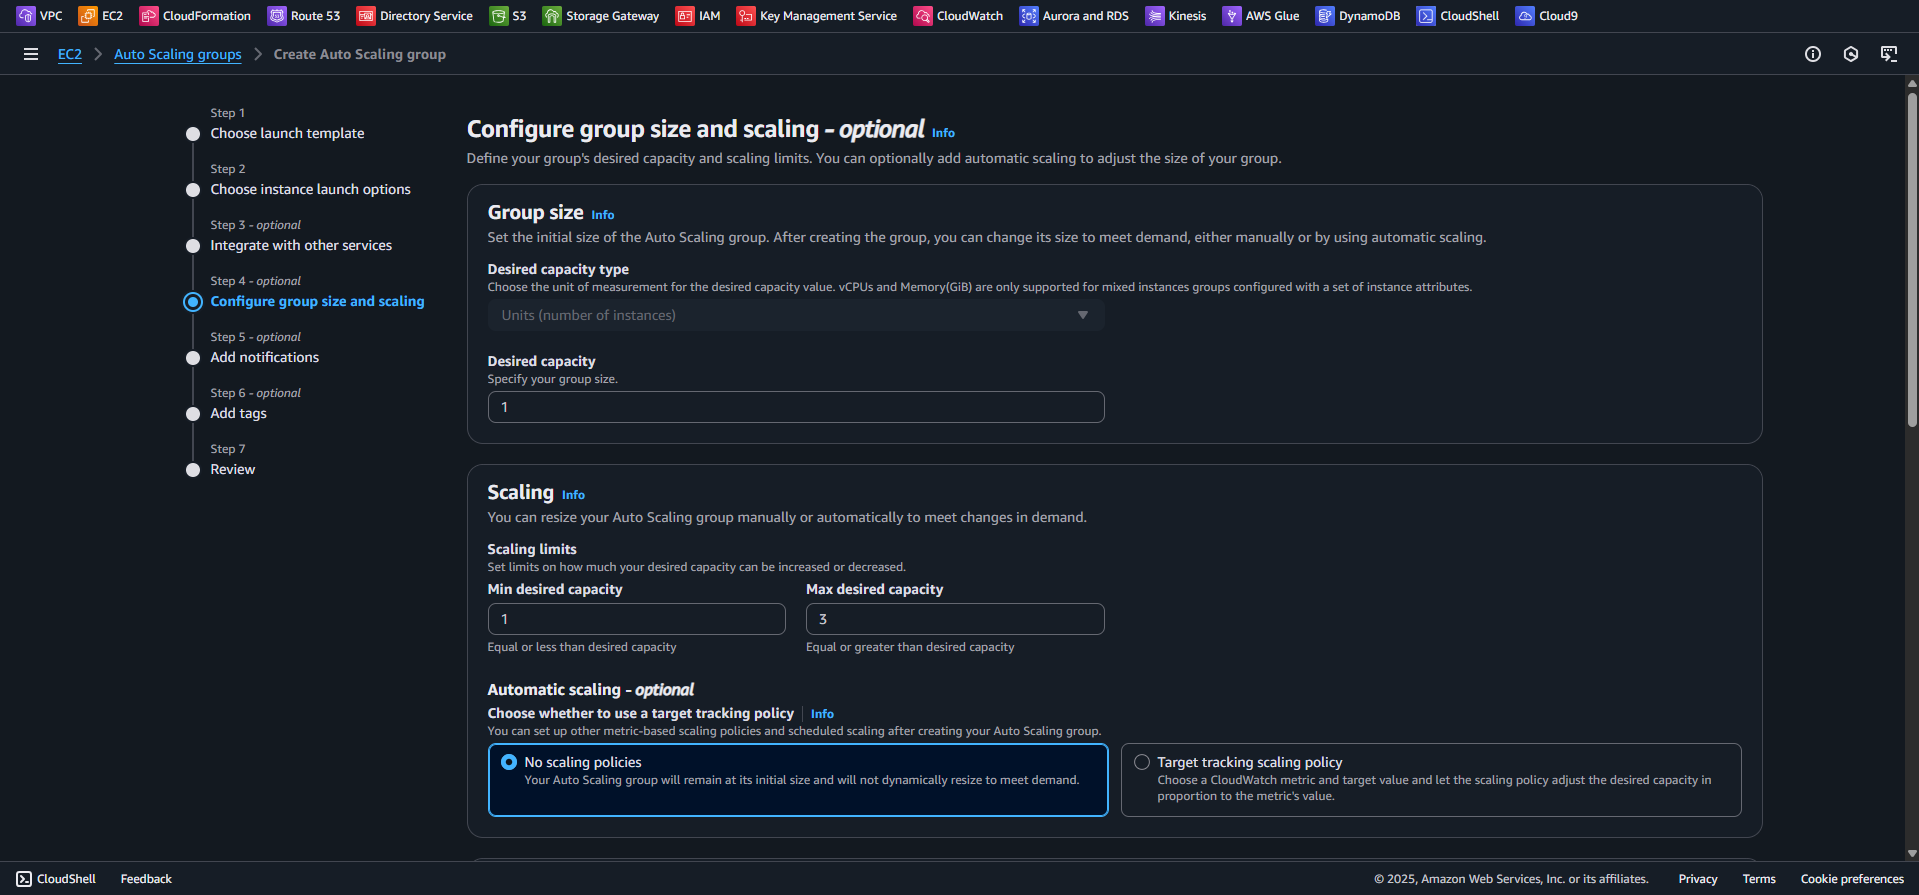 VPC EC2 CloudFormation Route 53 Directory Service S3 Storage Gateway IAM Key Management Service CloudWatch Aurora and RDS Kinesis AWS Glue DynamoDB CloudShell Cloud9
EC2 Auto Scaling groups Create Auto Scaling group
Step 1
Choose launch template
Step 2
Choose instance launch options
Step 3 - optional
Integrate with other services
Step 4 - optional
Configure group size and scaling
Step 5 - optional
Add notifications
Step 6 - optional
Add tags
Step 7
Review
Configure group size and scaling - optional Info
Define your group's desired capacity and scaling limits. You can optionally add automatic scaling to adjust the size of your group.
Group size Info
Set the initial size of the Auto Scaling group. After creating the group, you can change its size to meet demand, either manually or by using automatic scaling.
Desired capacity type
Choose the unit of measurement for the desired capacity value. vCPUs and Memory(GiB) are only supported for mixed instances groups configured with a set of instance attributes.
Units (number of instances)
Desired capacity
Specify your group size.
1
Scaling Info
You can resize your Auto Scaling group manually or automatically to meet changes in demand.
Scaling limits
Set limits on how much your desired capacity can be increased or decreased.
Min desired capacity Max desired capacity
1 3
Equal or less than desired capacity Equal or greater than desired capacity
Automatic scaling - optional
Choose whether to use a target tracking policy Info
You can set up other metric-based scaling policies and scheduled scaling after creating your Auto Scaling group.
No scaling policies
Your Auto Scaling group will remain at its initial size and will not dynamically resize to meet demand.
Target tracking scaling policy
Choose a CloudWatch metric and target value and let the scaling policy adjust the desired capacity in
proportion to the metric's value.
CloudShell Feedback © 2025, Amazon Web Services, Inc. or its affiliates. Privacy Terms Cookie preferences